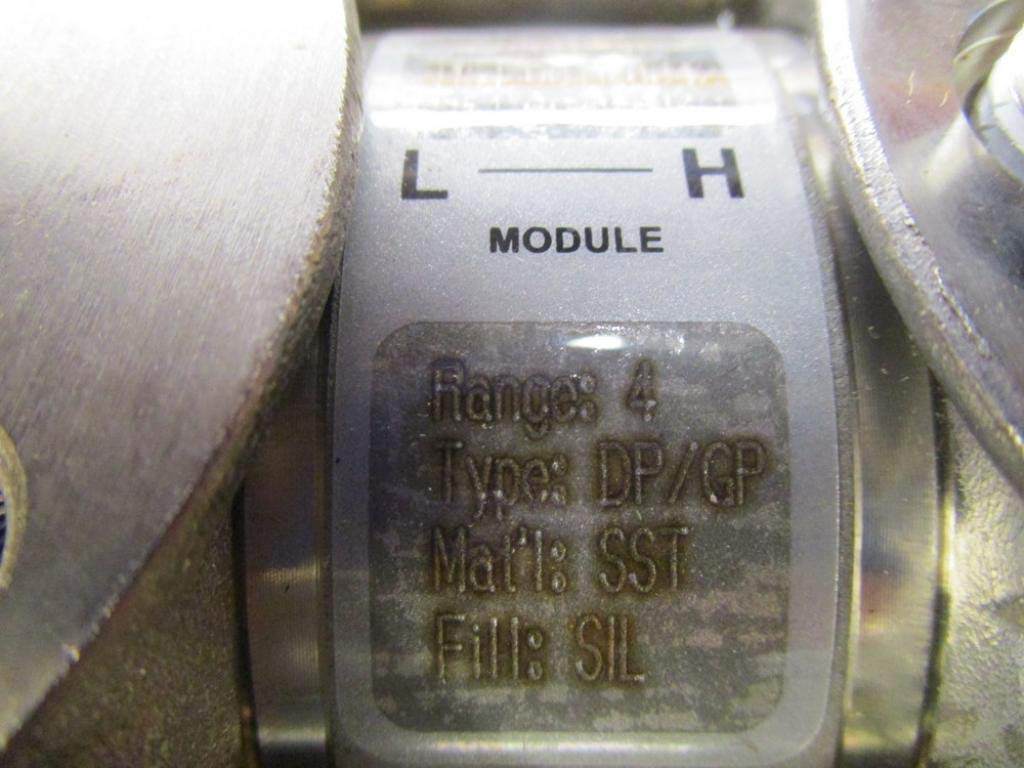 L — H
MODULE
Range: 4
Type: DP/GP
Mat'l: SST
Fill: SIL